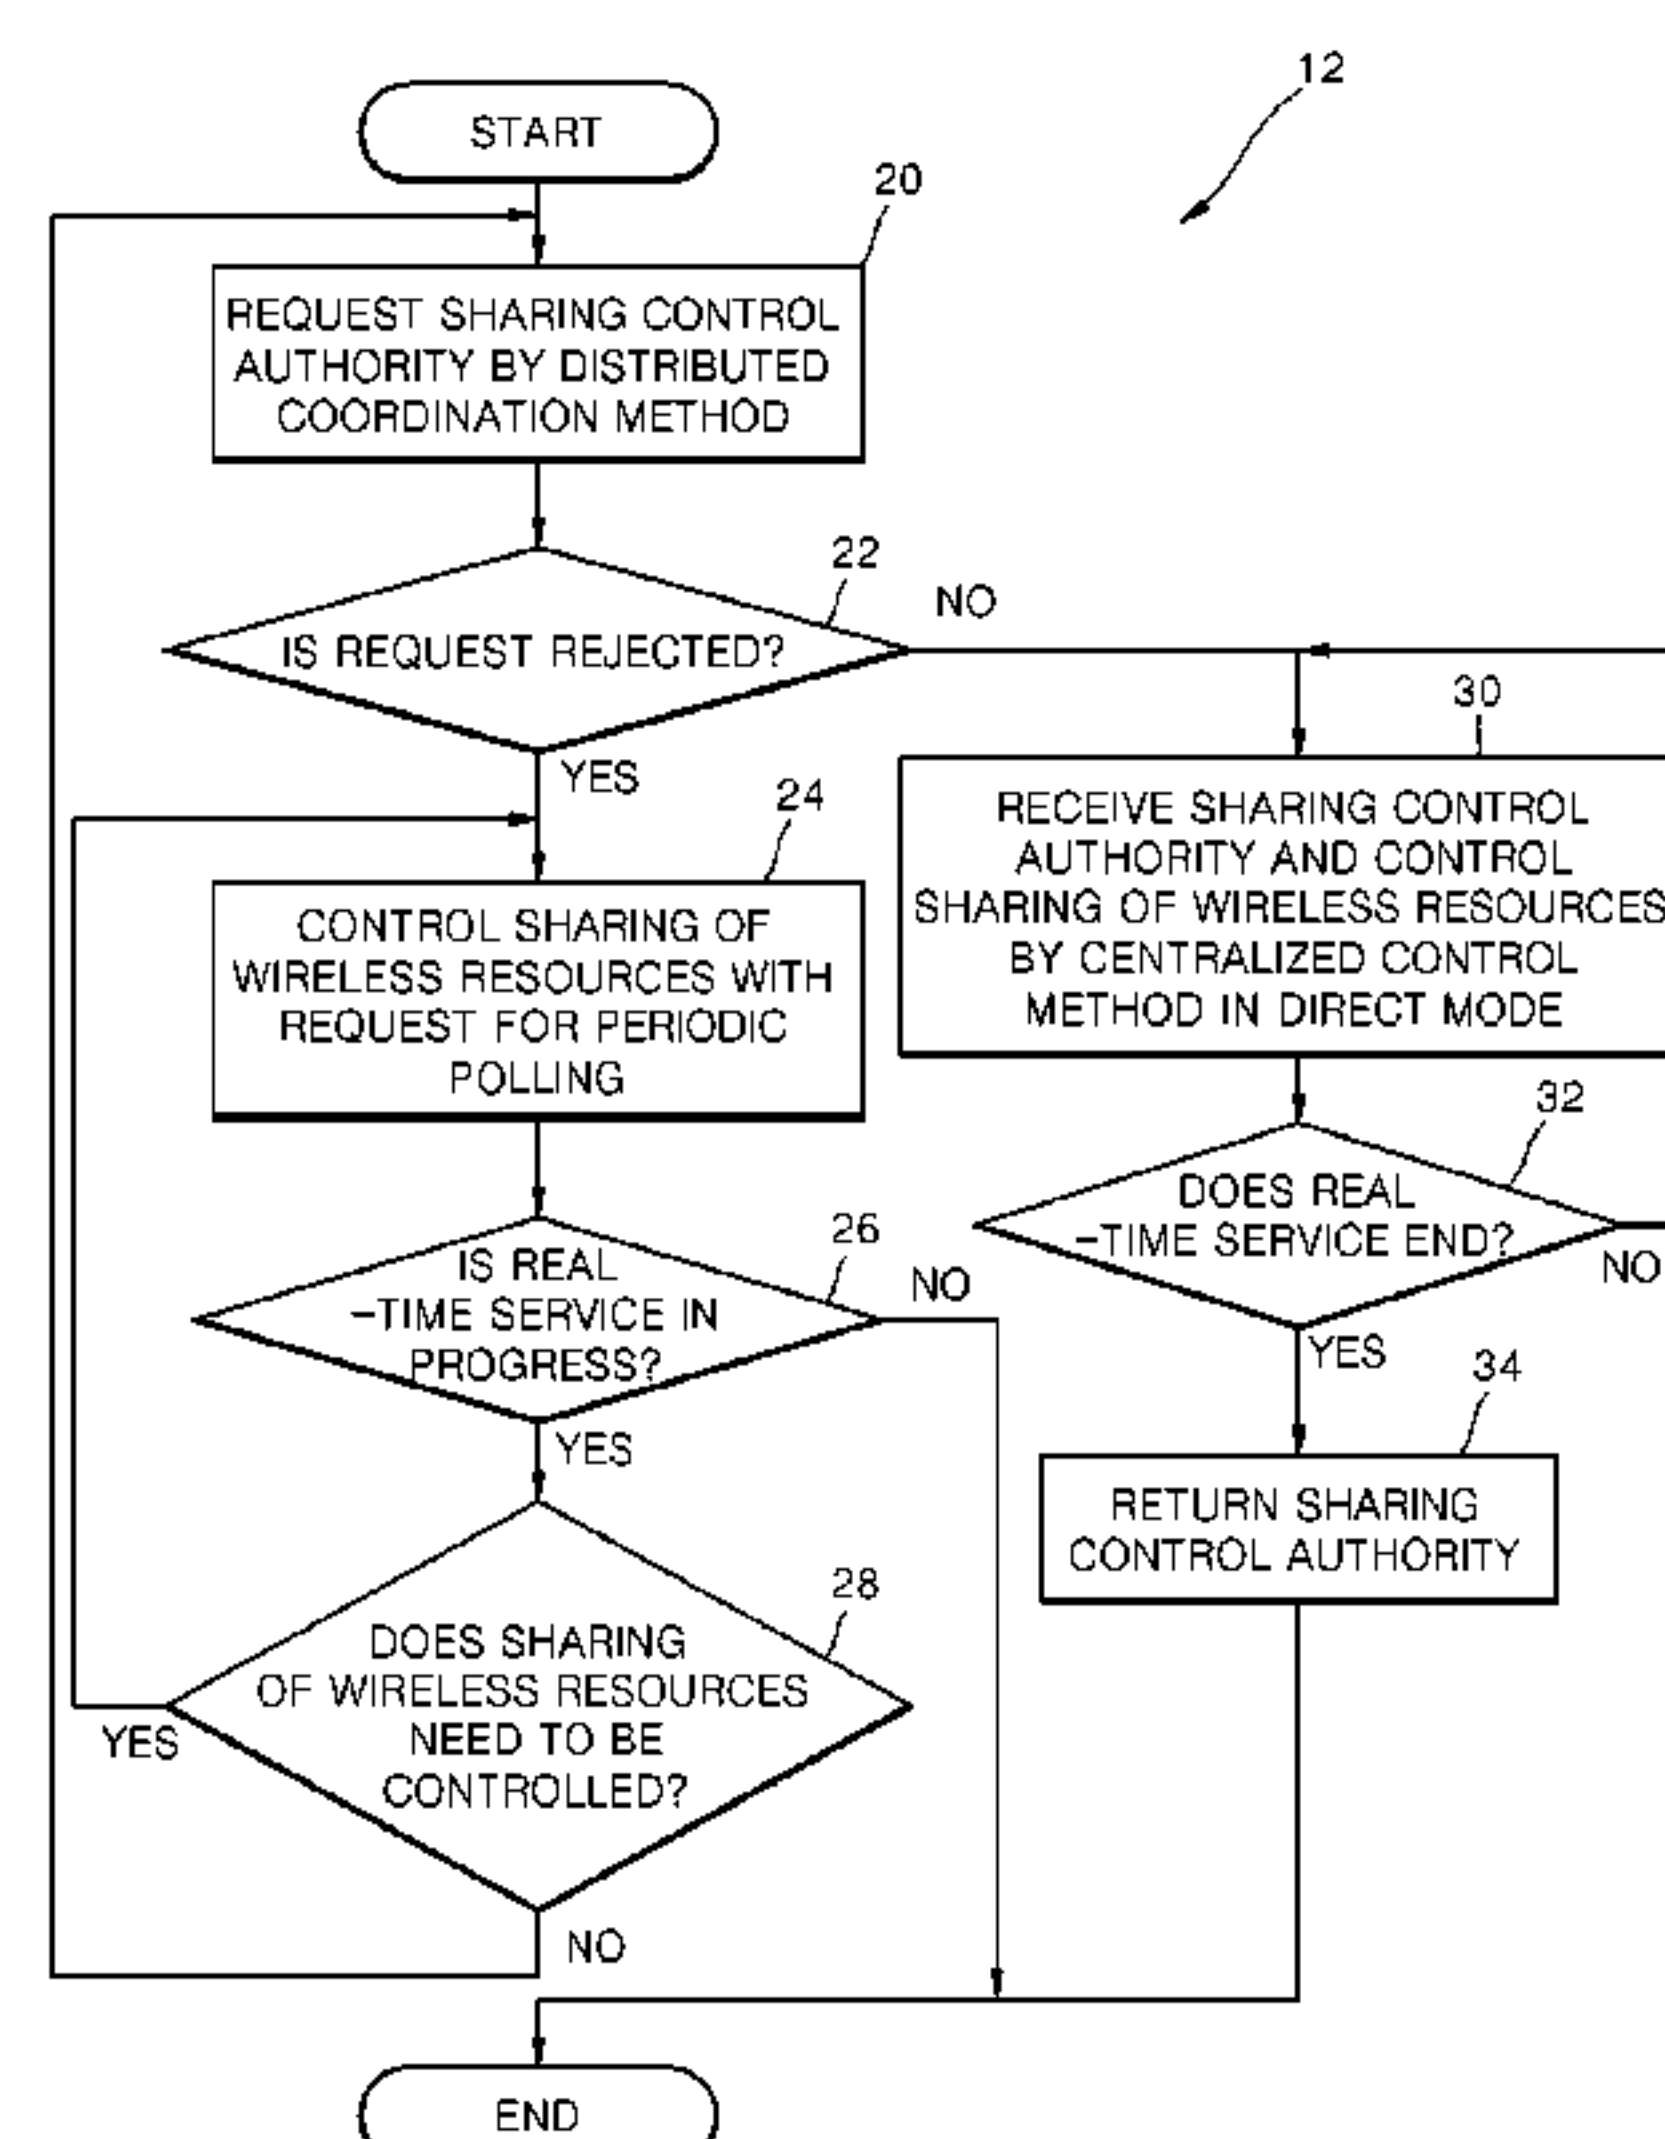 12
START
20
REQUEST SHARING CONTROL
AUTHORITY BY DISTRIBUTED
COORDINATION METHOD
22
NO
IS REQUEST REJECTED?
YES
30
RECEIVE SHARING CONTROL
AUTHORITY AND CONTROL
SHARING OF WIRELESS RESOURCES
BY CENTRALIZED CONTROL
METHOD IN DIRECT MODE
24
CONTROL SHARING OF
WIRELESS RESOURCES WITH
REQUEST FOR PERIODIC
POLLING
32
DOES REAL
-TIME SERVICE END?
NO
YES
26
NO
IS REAL
-TIME SERVICE IN
PROGRESS?
YES
34
RETURN SHARING
CONTROL AUTHORITY
28
DOES SHARING
OF WIRELESS RESOURCES
NEED TO BE
CONTROLLED?
YES
NO
END